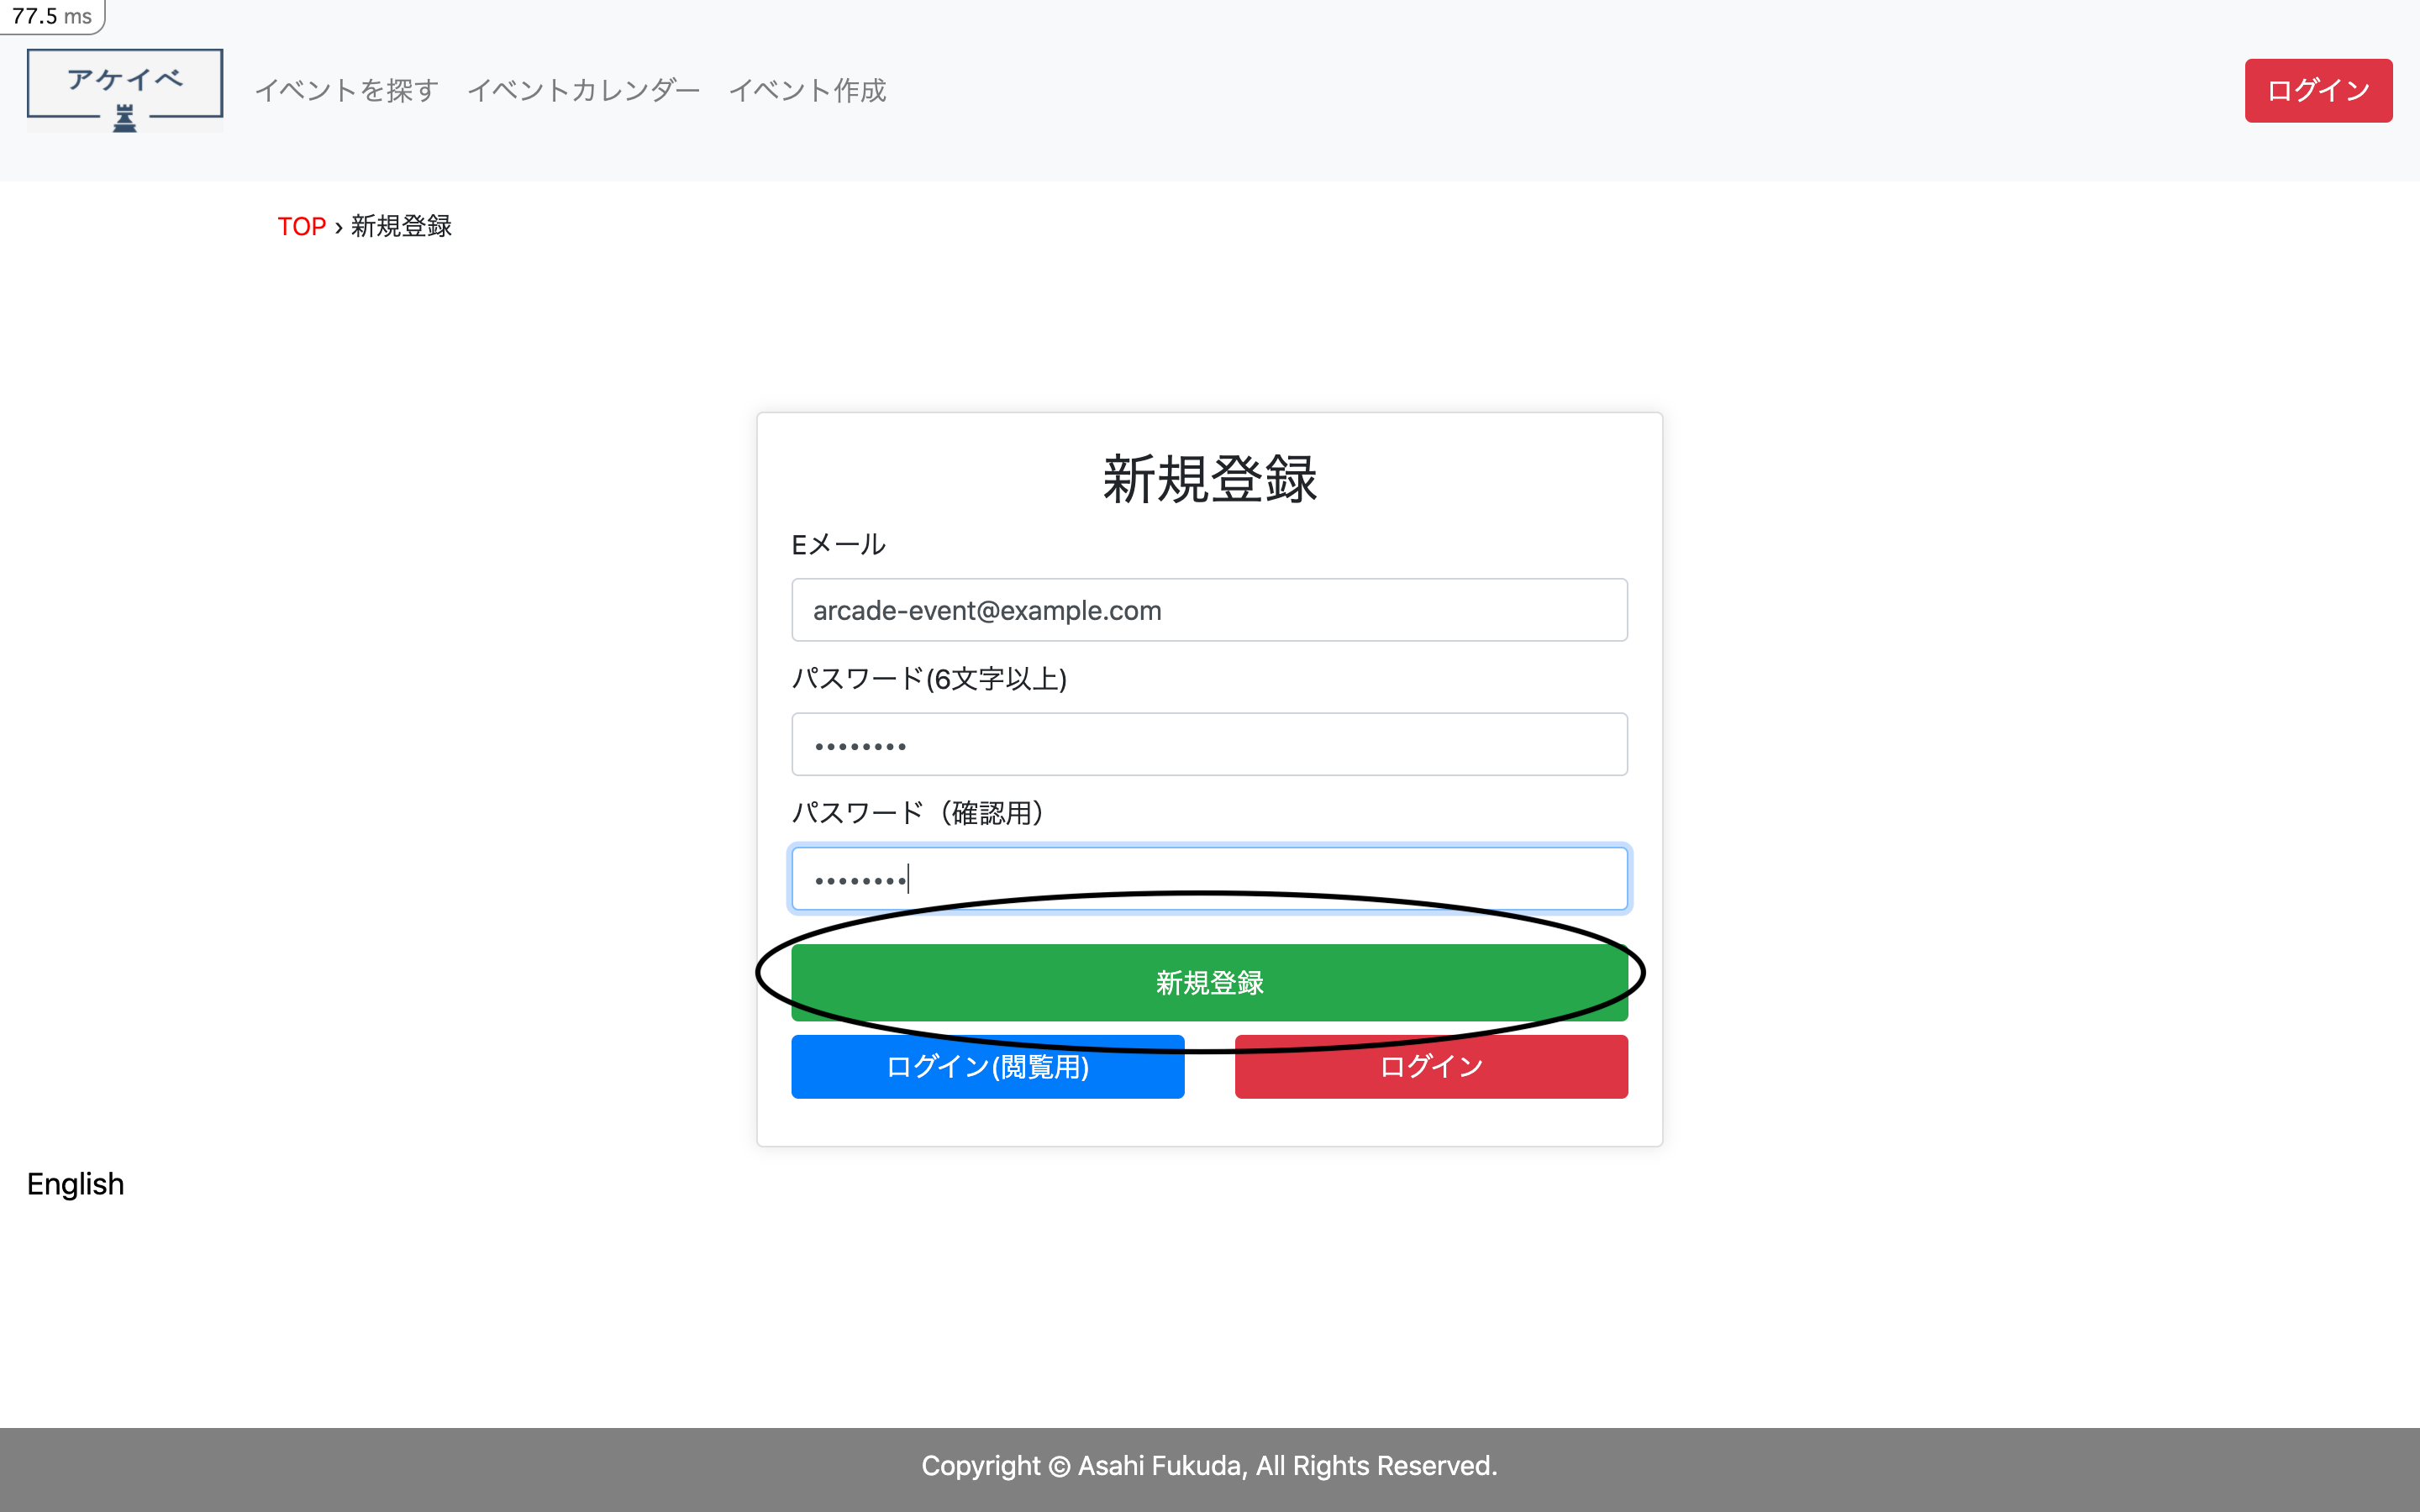 77.5 ms
アケイベ
イベントを探す イベントカレンダー イベント作成
ログイン
TOP › 新規登録
新規登録
Eメール
arcade-event@example.com
パスワード(6文字以上)
••••••••
パスワード（確認用）
••••••••
新規登録
ログイン(閲覧用) ログイン
English
Copyright © Asahi Fukuda, All Rights Reserved.